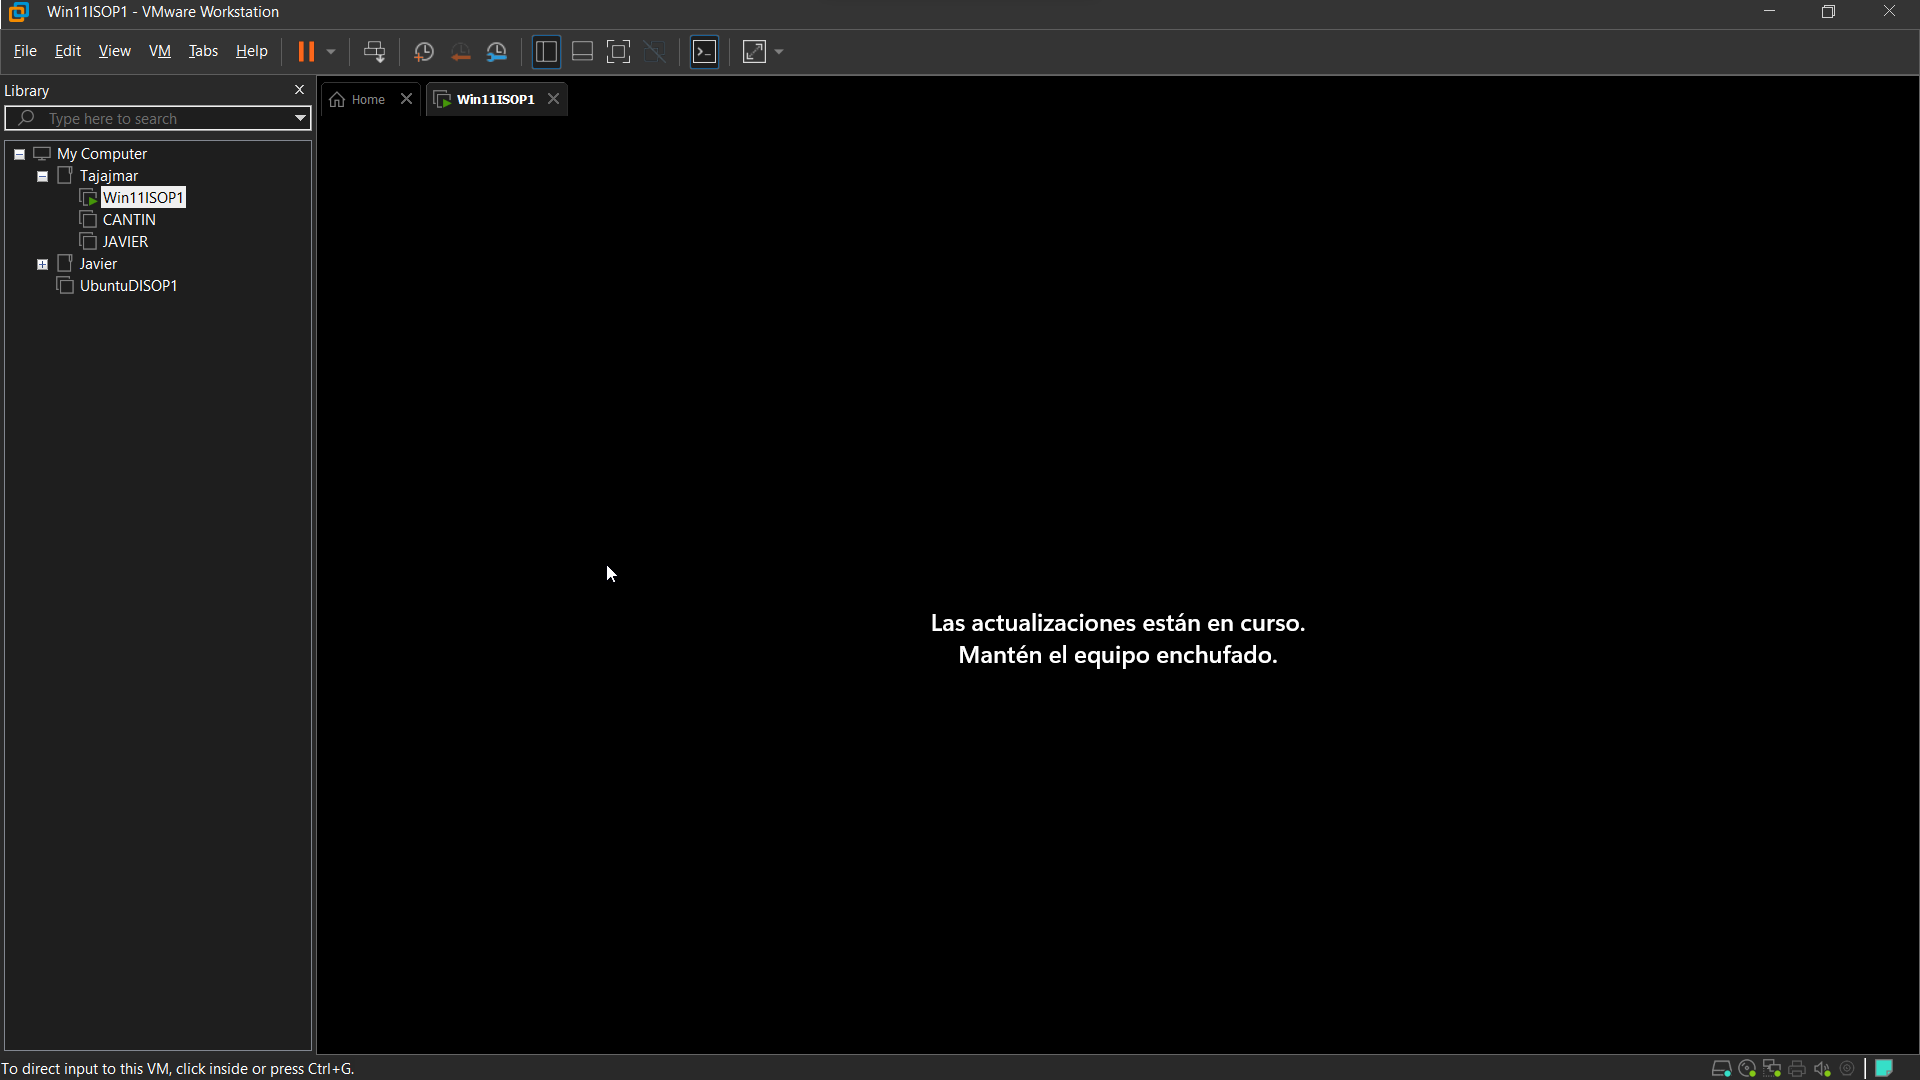 Win11ISOP1 - VMware Workstation
File Edit View VM Tabs Help
Library
Type here to search
Home
Win11ISOP1
My Computer
Tajajmar
Win11ISOP1
CANTIN
JAVIER
Javier
UbuntuDISOP1
Las actualizaciones están en curso.
Mantén el equipo enchufado.
To direct input to this VM, click inside or press Ctrl+G.